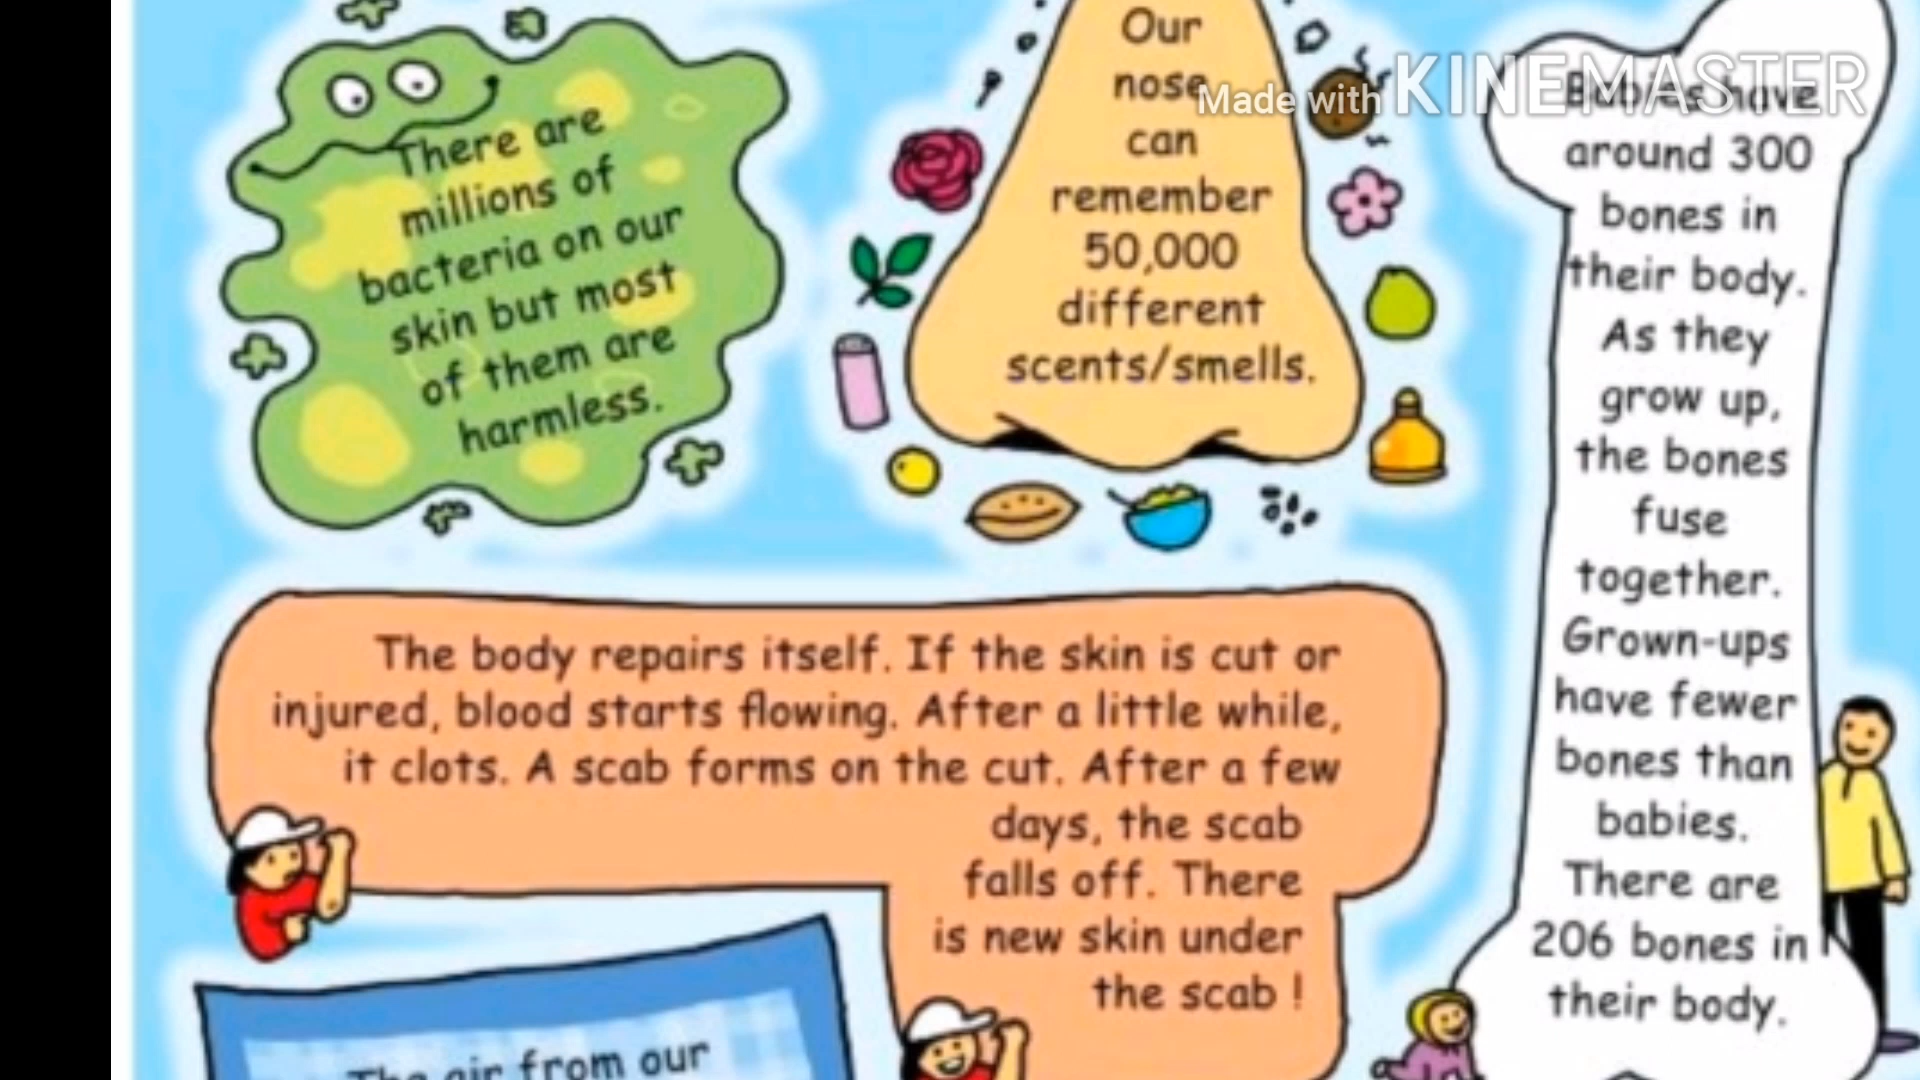 There are
millions of
bacteria on our
skin but most
of them are
harmless.
Our
nose
can
remember
50,000
different
scents/smells.
Made with KINEMASTER
Babies have
around 300
bones in
their body.
As they
grow up,
the bones
fuse
together.
Grown-ups
have fewer
bones than
babies.
There are
206 bones in
their body.
The body repairs itself. If the skin is cut or
injured, blood starts flowing. After a little while,
it clots. A scab forms on the cut. After a few
days, the scab
falls off. There
is new skin under
the scab !
The air from our